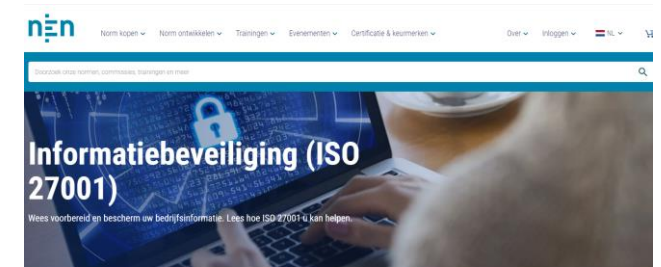 nen
Norm kopen Norm ontwikkelen Trainingen Evenementen Certificatie & keurmerken Over Inloggen NL
Doorzoek onze normen, commissies, trainingen en meer
Informatiebeveiliging (ISO
27001)
Wees voorbereid en bescherm uw bedrijfsinformatie. Lees hoe ISO 27001 u kan helpen.